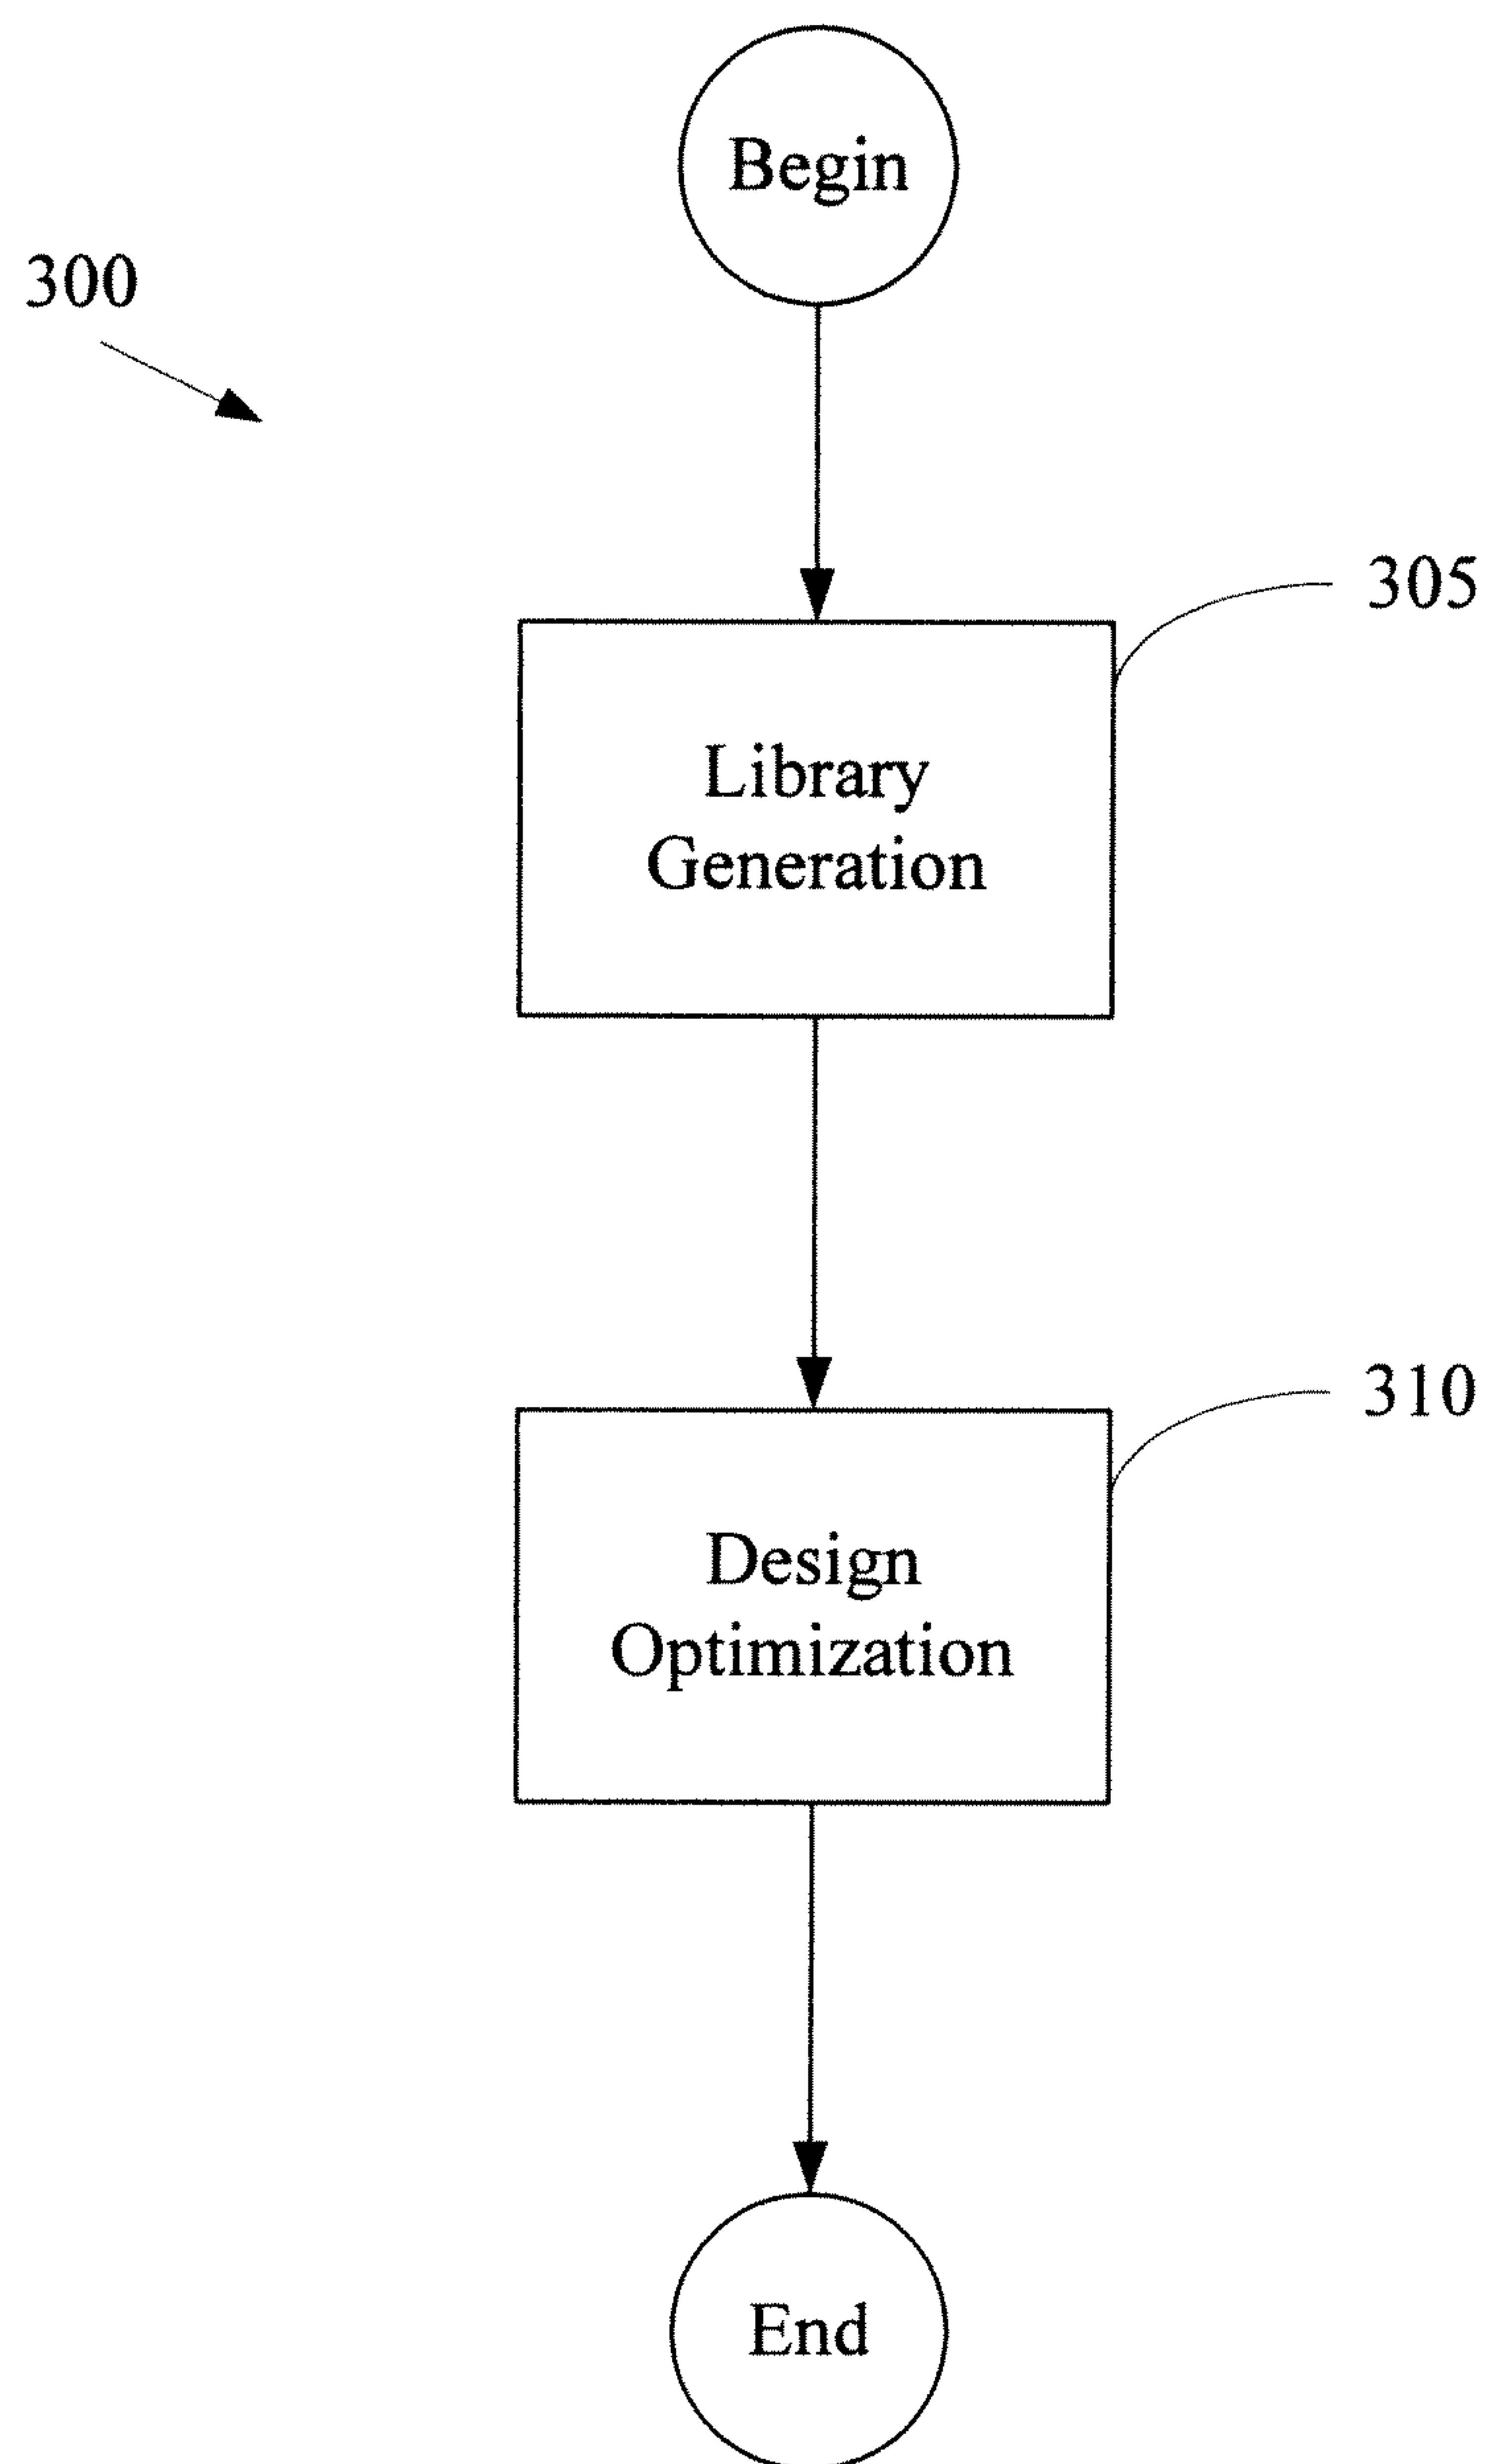 Begin
300
305
Library
Generation
310
Design
Optimization
End